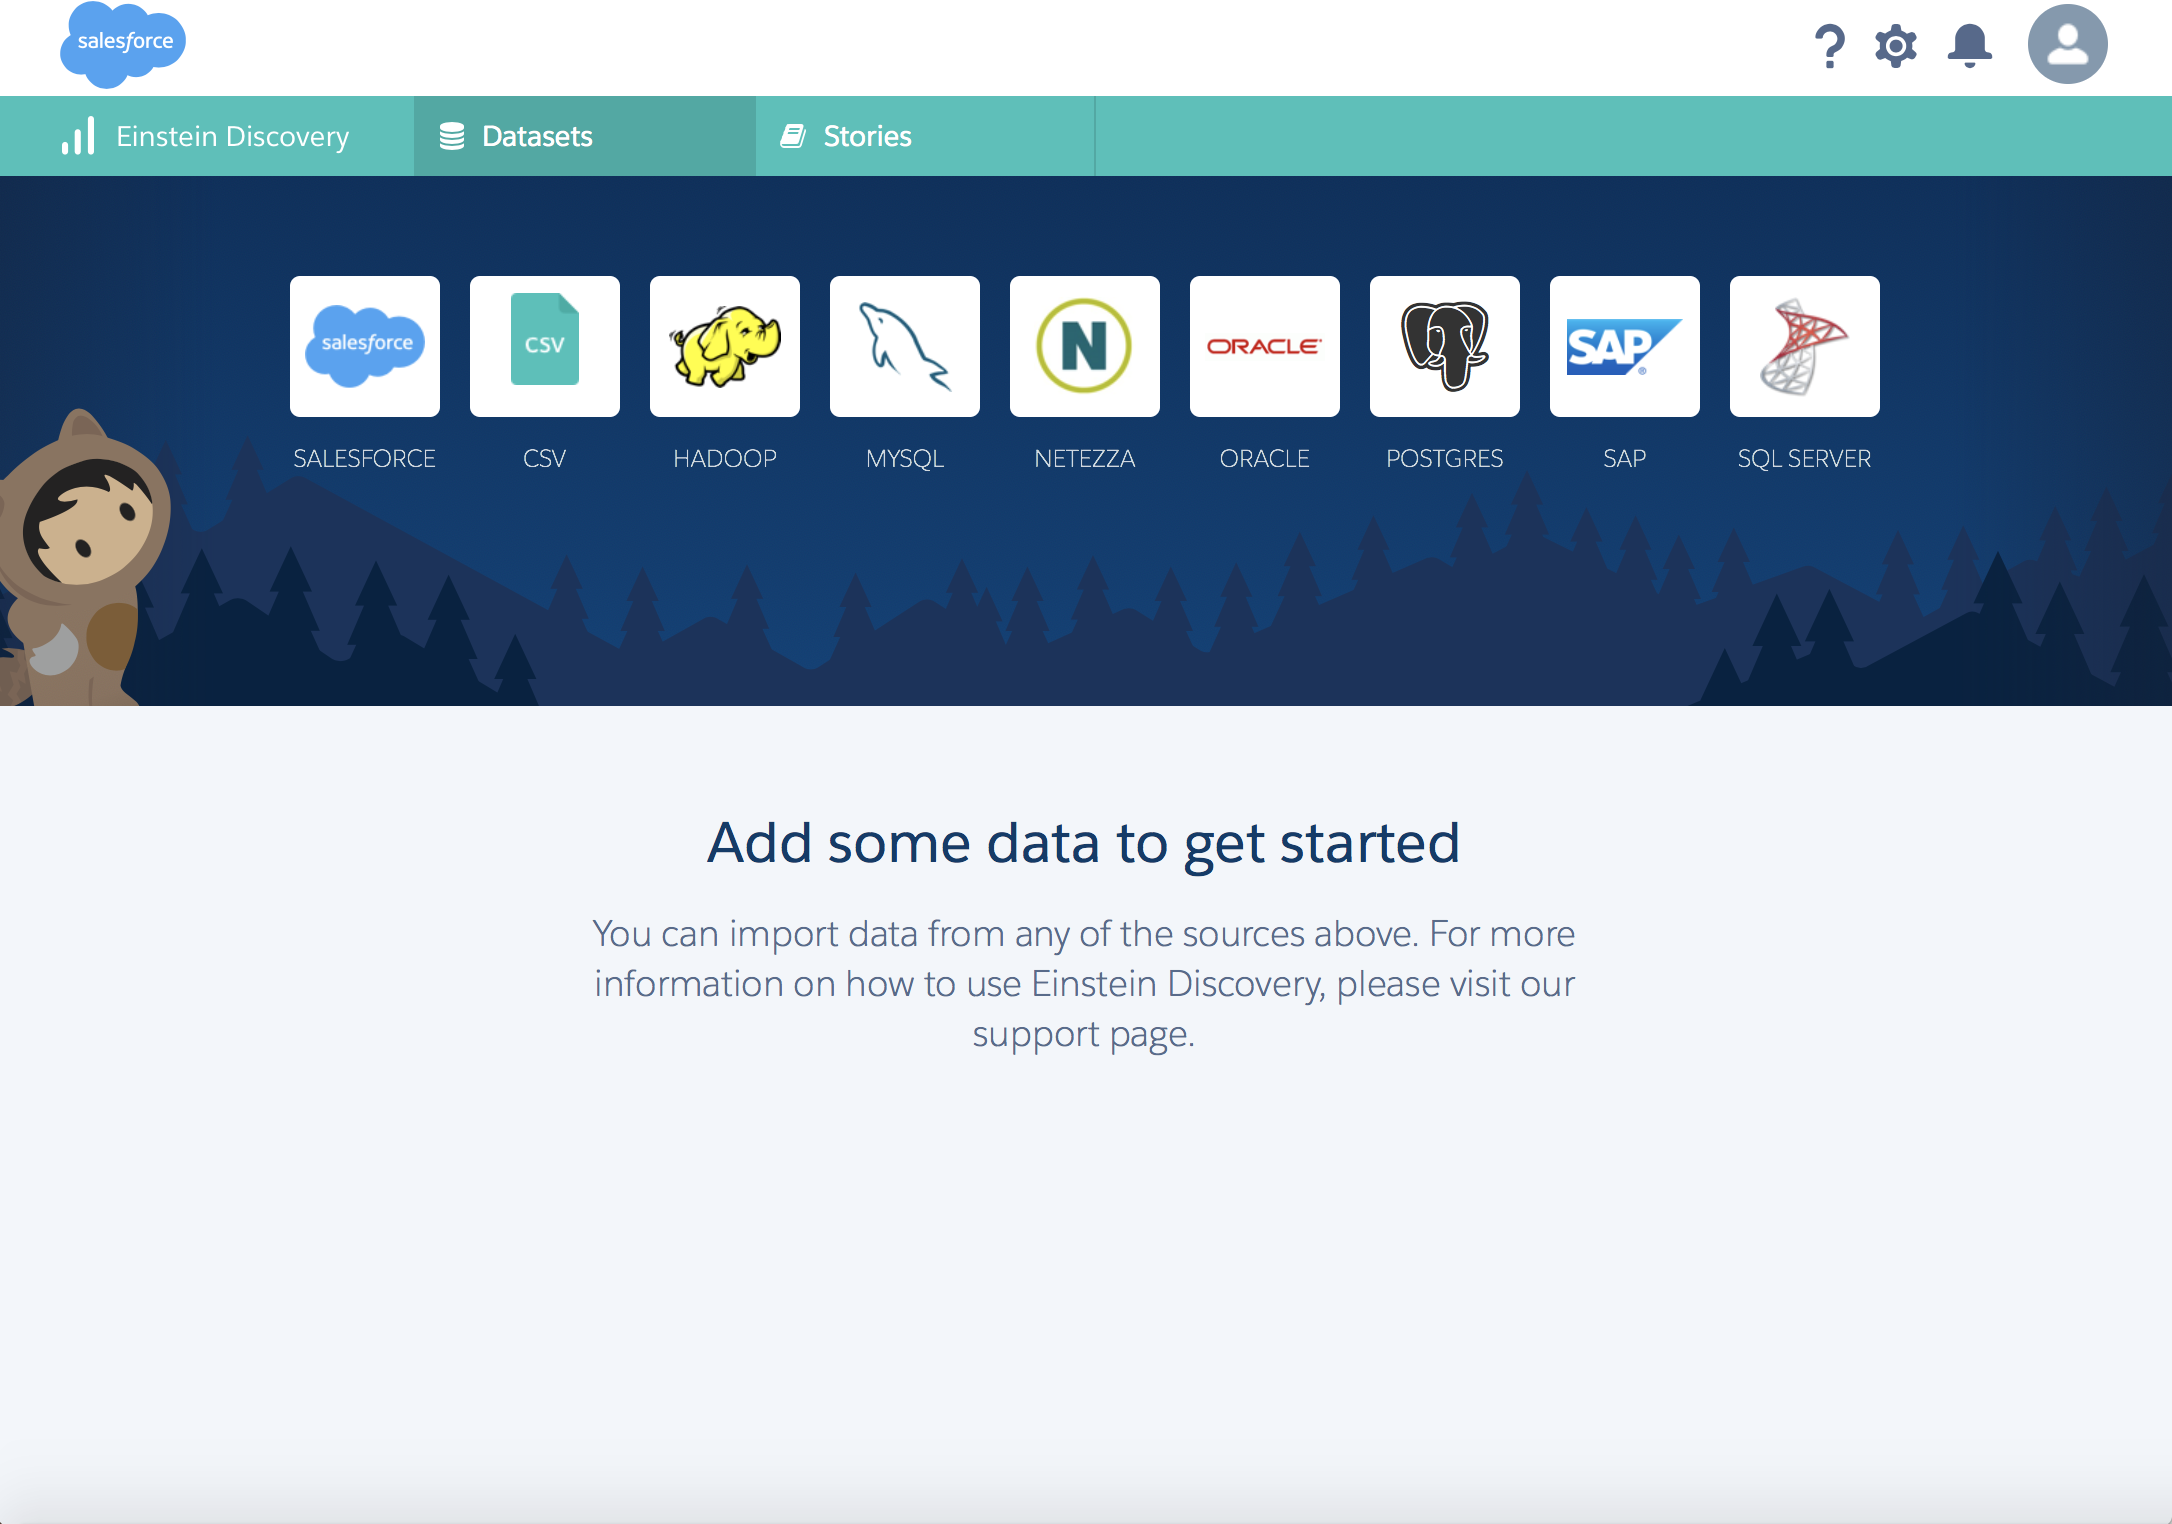 salesforce
Einstein Discovery
Datasets
Stories
salesforce
CSV
N
ORACLE
SAP
SALESFORCE
CSV
HADOOP
MYSQL
NETEZZA
ORACLE
POSTGRES
SAP
SQL SERVER
Add some data to get started
You can import data from any of the sources above. For more
information on how to use Einstein Discovery, please visit our
support page.